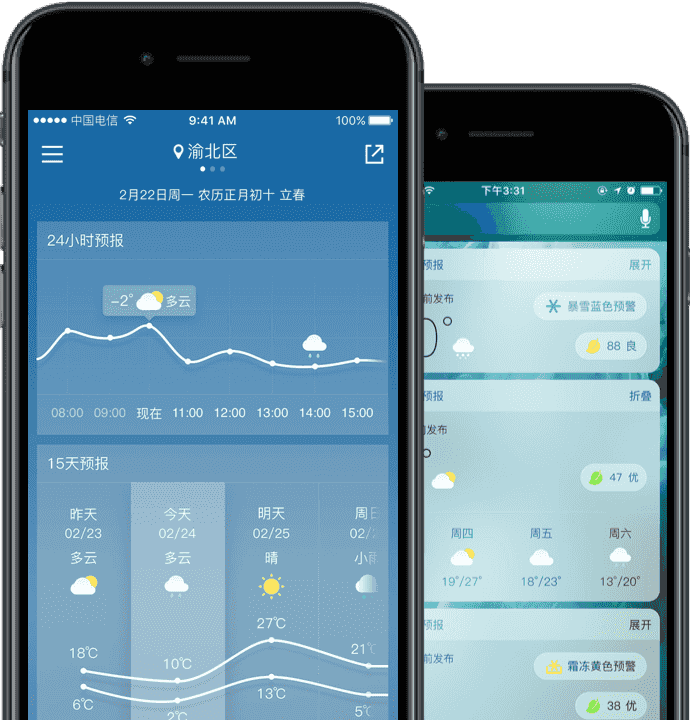 中国电信 9:41 AM 100%
渝北区
2月22日周一 农历正月初十 立春
24小时预报
-2° 多云
08:00 09:00 现在 11:00 12:00 13:00 14:00 15:00
15天预报
昨天 今天 明天
02/23 02/24 02/25
多云 多云 晴
27℃
18℃ 10℃ 21℃
6℃ 2℃ 13℃ 5℃
下午3:31
预报 展开
前发布
暴雪蓝色预警
88 良
预报 折叠
前发布
47 优
周四 周五 周六
19°/27° 18°/23° 13°/20°
预报 展开
前发布
霜冻黄色预警
38 优